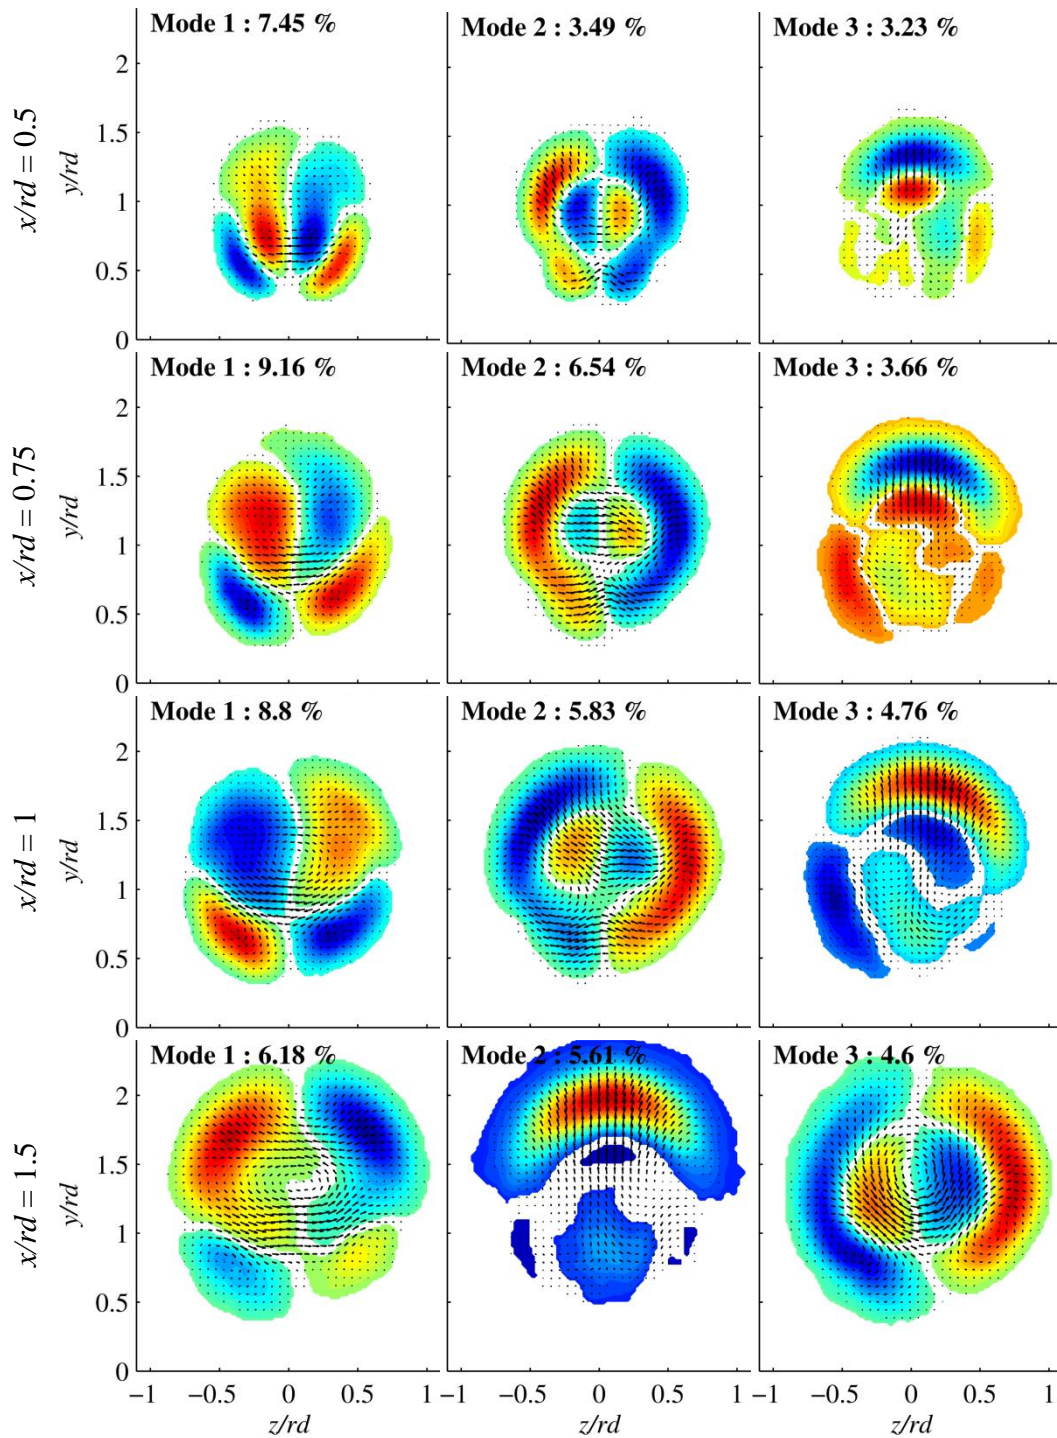 Mode 1 : 7.45 %
Mode 2 : 3.49 %
Mode 3 : 3.23 %
x/rd = 0.5
y/rd
2
1.5
1
0.5
0
Mode 1 : 9.16 %
Mode 2 : 6.54 %
Mode 3 : 3.66 %
x/rd = 0.75
y/rd
2
1.5
1
0.5
0
Mode 1 : 8.8 %
Mode 2 : 5.83 %
Mode 3 : 4.76 %
x/rd = 1
y/rd
2
1.5
1
0.5
0
Mode 1 : 6.18 %
Mode 2 : 5.61 %
Mode 3 : 4.6 %
x/rd = 1.5
y/rd
2
1.5
1
0.5
0
−1 −0.5 0 0.5 1 −1 −0.5 0 0.5 1 −1 −0.5 0 0.5 1
z/rd z/rd z/rd